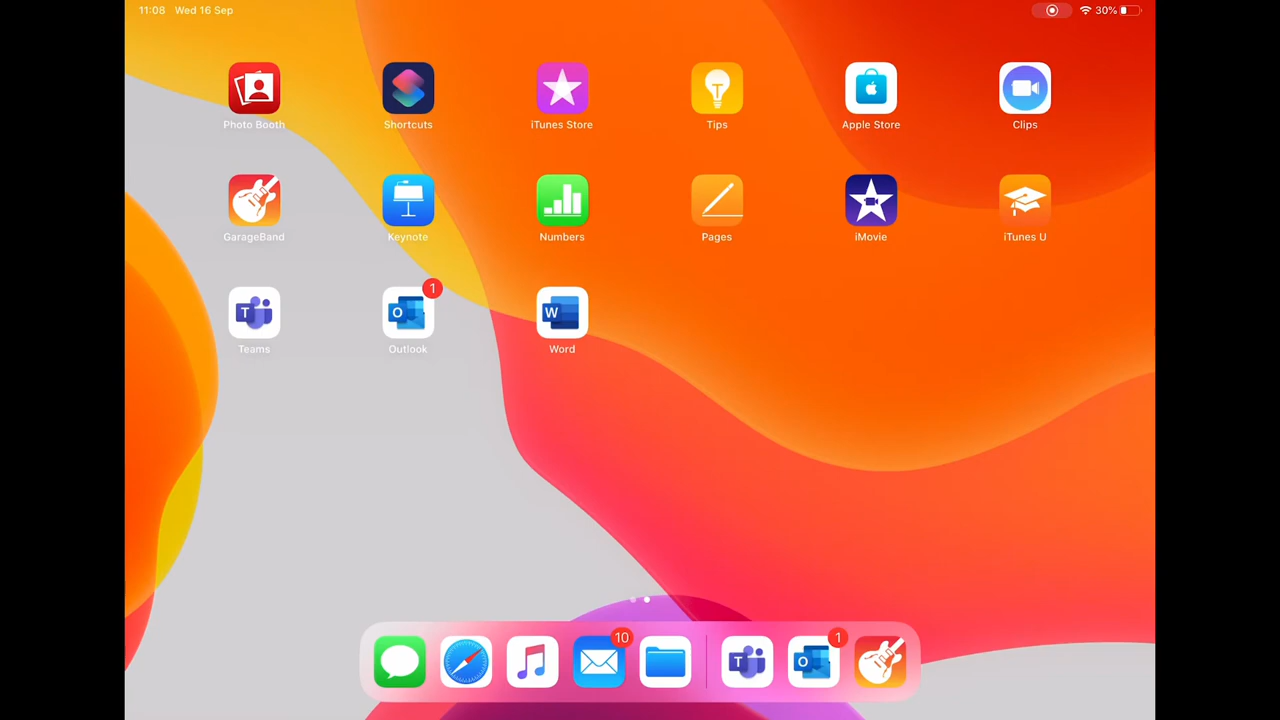 11:08 Wed 16 Sep 30%
Photo Booth Shortcuts iTunes Store Tips Apple Store Clips
GarageBand Keynote Numbers Pages iMovie iTunes U
1
Teams Outlook Word
10 1